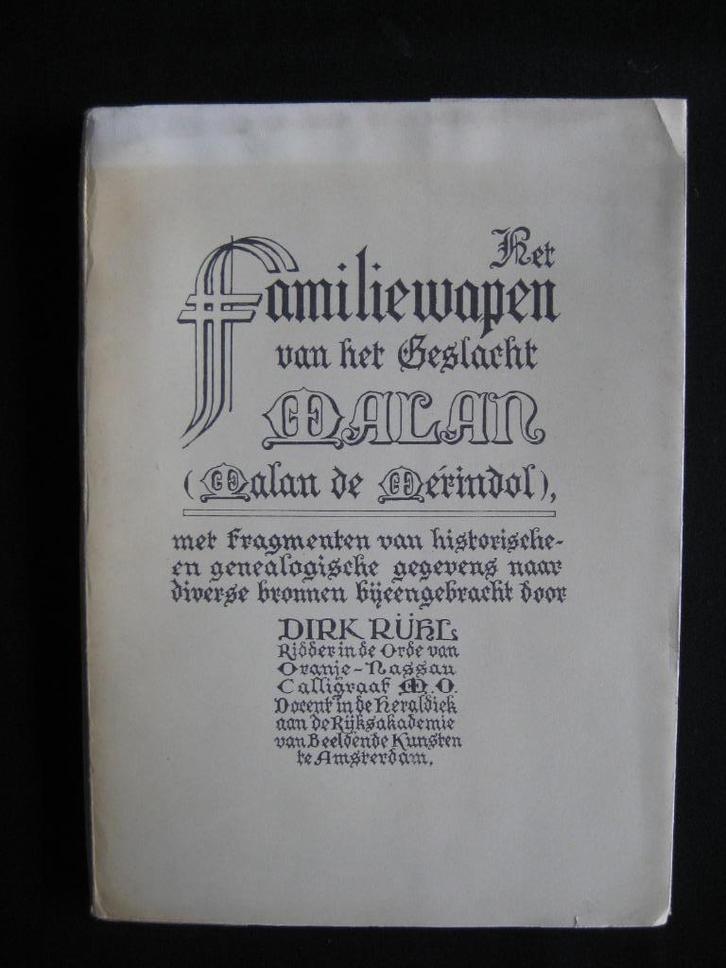 Het
Familiewapen
van het Geslacht
MALAN
(Malan de Mérindol),
met Fragmenten van historische-
en genealogische gegevens naar
diverse bronnen bijeengebracht door
DIRK RÜHL
Ridder in de Orde van
Oranje-Nassau
Calligraaf M.O.
Docent in de Heraldiek
aan de Rijksakademie
van Beeldende Kunsten
te Amsterdam.